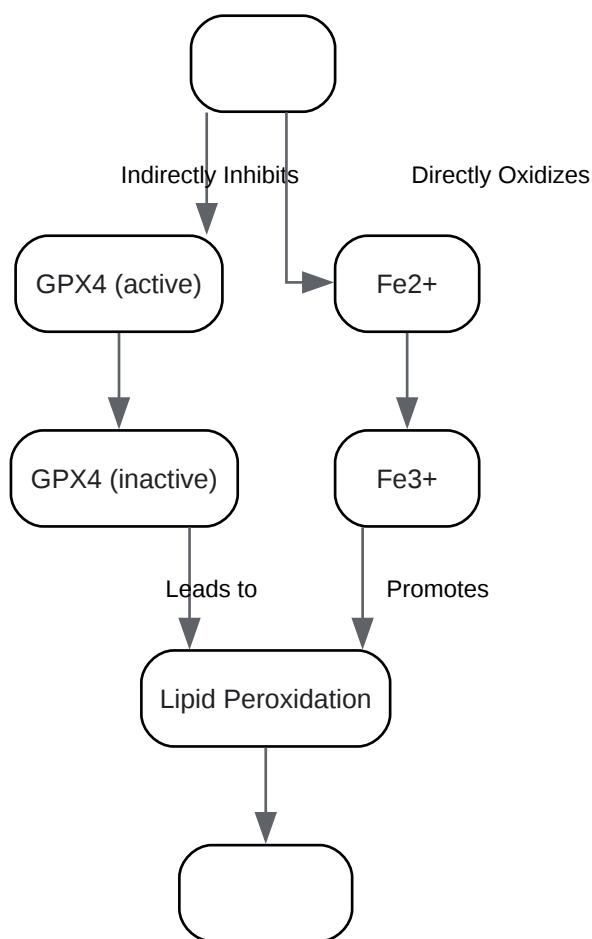 Indirectly Inhibits
Directly Oxidizes
GPX4 (active)
Fe2+
GPX4 (inactive)
Fe3+
Leads to
Promotes
Lipid Peroxidation